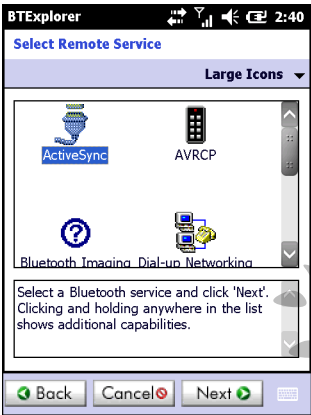 BTExplorer 2:40
Select Remote Service
Large Icons
ActiveSync AVRCP
Bluetooth Imaging Dial-up Networking
Select a Bluetooth service and click 'Next'.
Clicking and holding anywhere in the list
shows additional capabilities.
Back Cancel Next